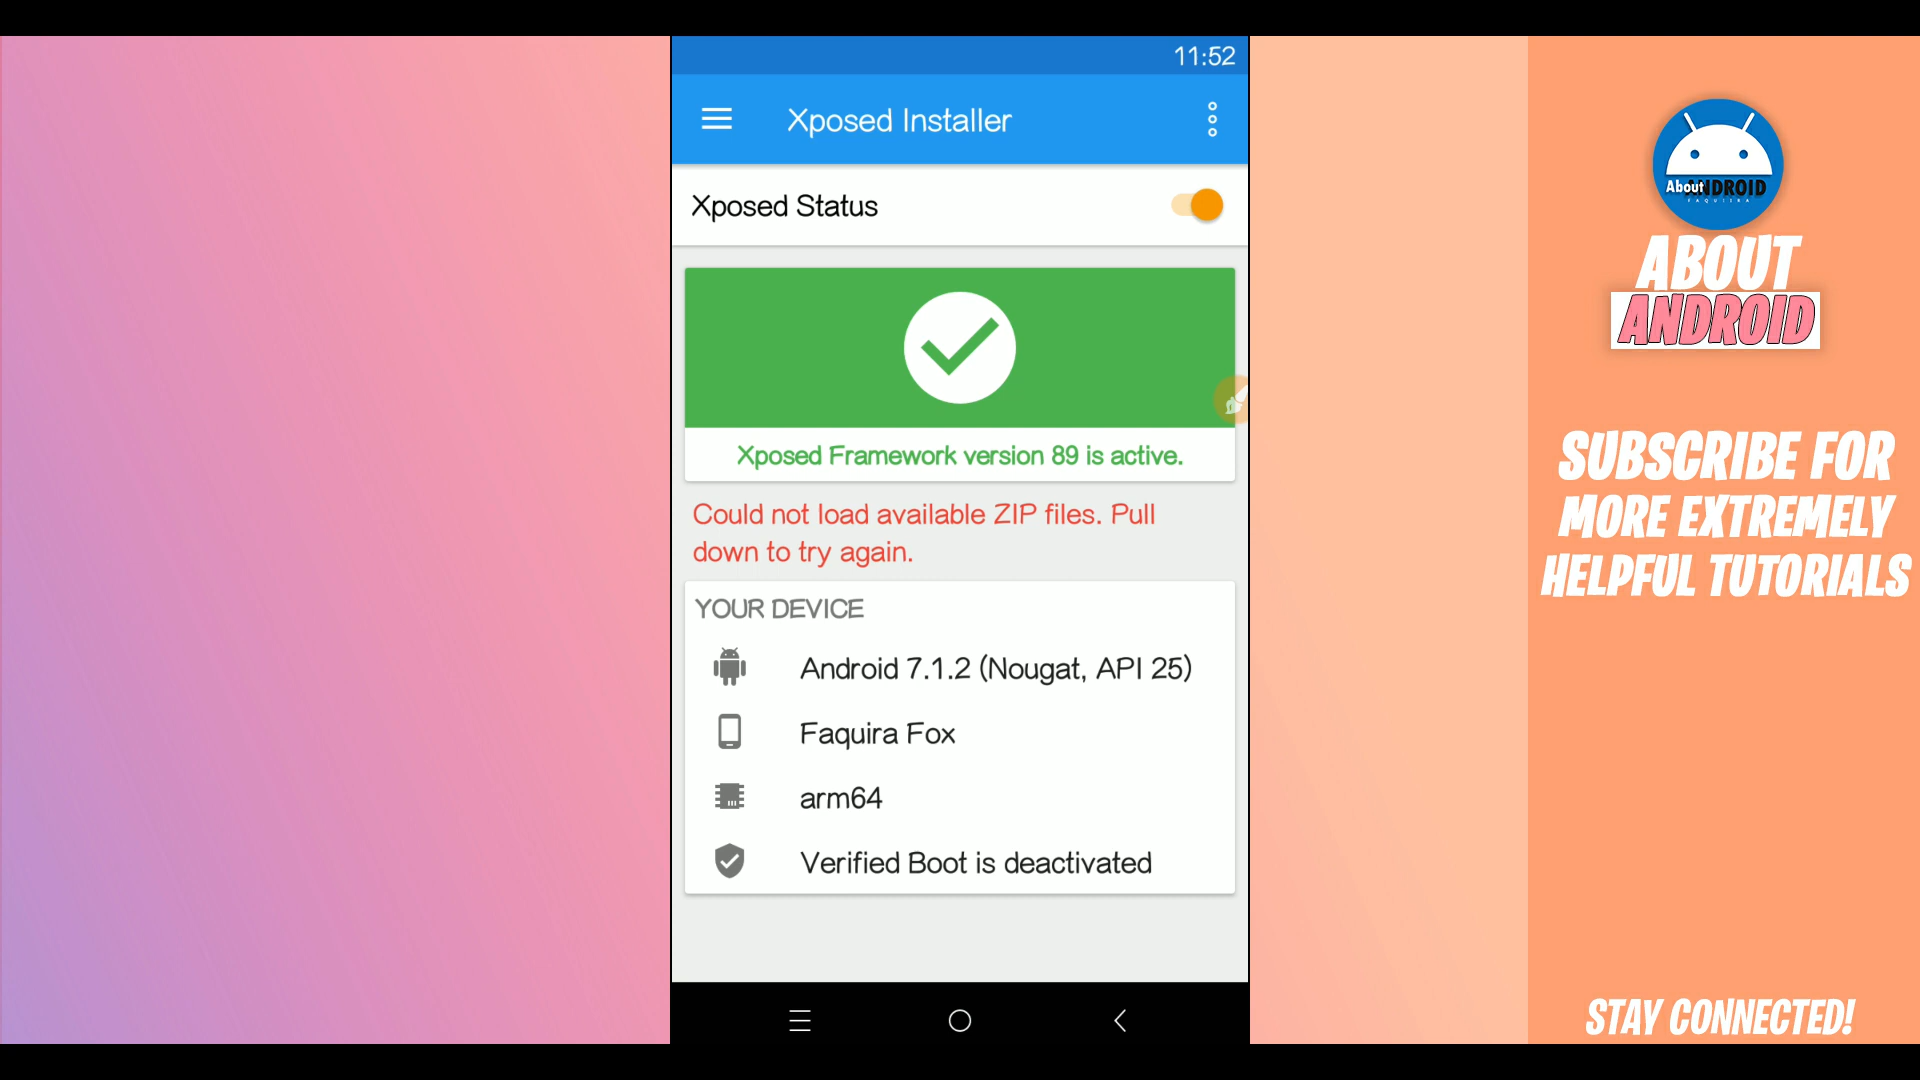 11:52
Xposed Installer
Xposed Status
Xposed Framework version 89 is active.
Could not load available ZIP files. Pull
down to try again.
YOUR DEVICE
Android 7.1.2 (Nougat, API 25)
Faquira Fox
arm64
Verified Boot is deactivated
About ANDROID
FAQUIIRA
ABOUT
ANDROID
SUBSCRIBE FOR
MORE EXTREMELY
HELPFUL TUTORIALS
STAY CONNECTED!